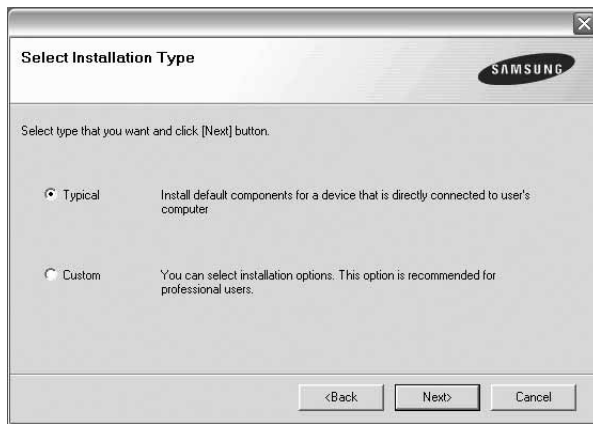 Select Installation Type
SAMSUNG
Select type that you want and click [Next] button.
Typical
Install default components for a device that is directly connected to user's
computer
Custom
You can select installation options. This option is recommended for
professional users.
<Back
Next>
Cancel